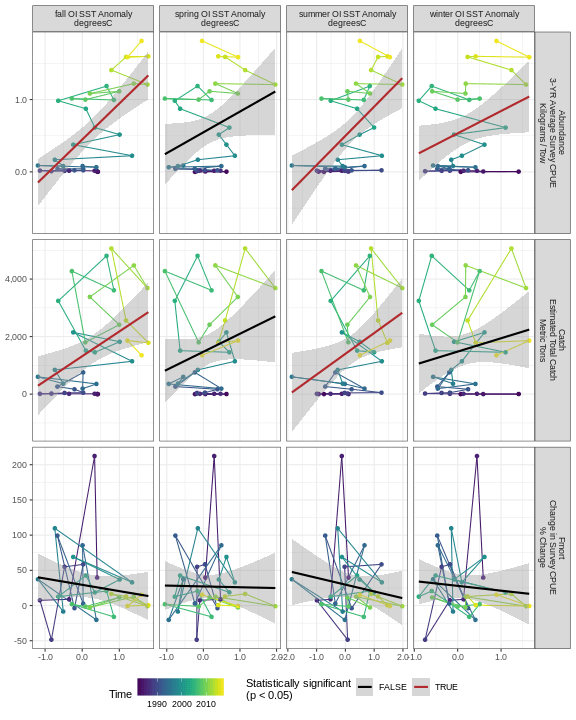 fall OI SST Anomaly
degreesC
spring OI SST Anomaly
degreesC
summer OI SST Anomaly
degreesC
winter OI SST Anomaly
degreesC
1.0
0.0
Abundance
3-YR Average Survey CPUE
Kilograms / Tow
4,000
2,000
0
Catch
Estimated Total Catch
Metric Tons
200
150
100
50
0
-50
Fmort
Change in Survey CPUE
% Change
-1.0 0.0 1.0
0.0 1.0 2.0
-1.0 0.0 1.0 2.0
-1.0 0.0 1.0
Time
1990 2000 2010
Statistically significant
(p < 0.05)
FALSE
TRUE